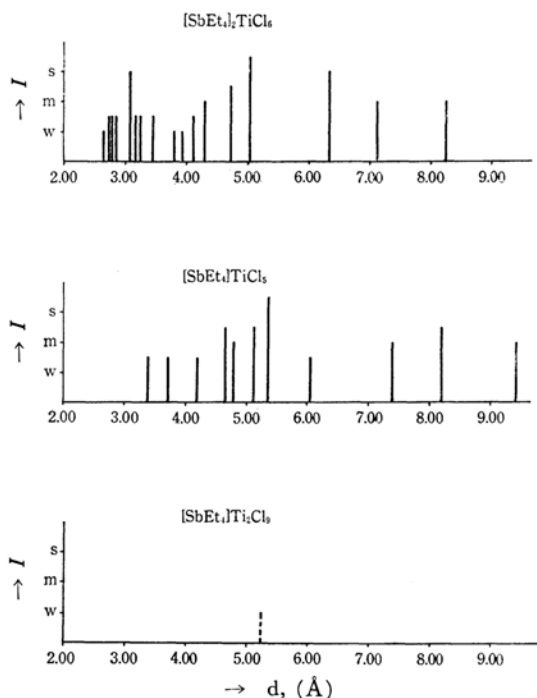 [SbEt₄]₂TiCl₆
→ I
s
m
w
2.00 3.00 4.00 5.00 6.00 7.00 8.00 9.00
[SbEt₄]TiCl₅
→ I
s
m
w
2.00 3.00 4.00 5.00 6.00 7.00 8.00 9.00
[SbEt₄]Ti₂Cl₉
→ I
s
m
w
2.00 3.00 4.00 5.00 6.00 7.00 8.00 9.00
→ d, (Å)